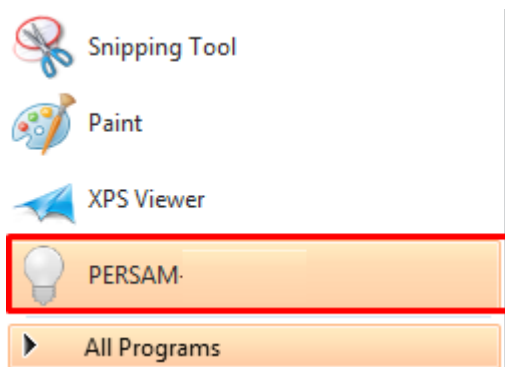 Snipping Tool
Paint
XPS Viewer
PERSAM-
All Programs